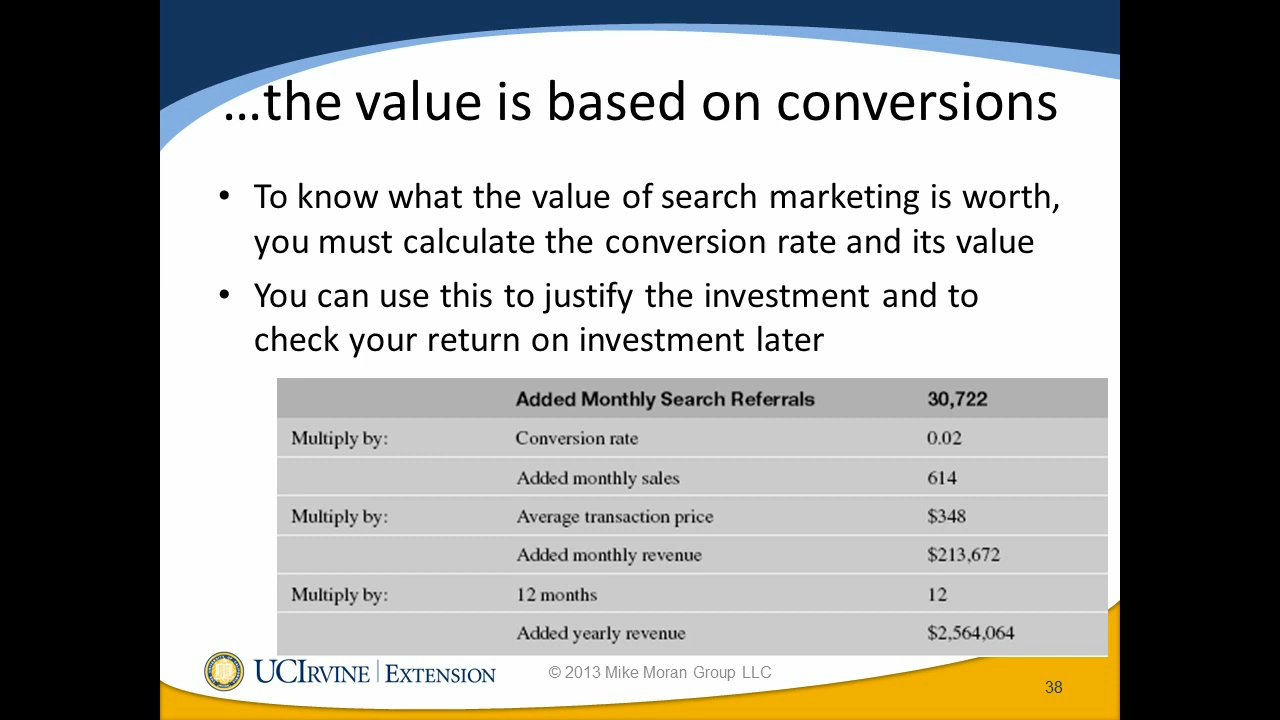 ...the value is based on conversions
• To know what the value of search marketing is worth,
you must calculate the conversion rate and its value
• You can use this to justify the investment and to
check your return on investment later
Added Monthly Search Referrals 30,722
Multiply by: Conversion rate 0.02
Added monthly sales 614
Multiply by: Average transaction price $348
Added monthly revenue $213,672
Multiply by: 12 months 12
Added yearly revenue $2,564,064
UCIRVINE | EXTENSION © 2013 Mike Moran Group LLC
38